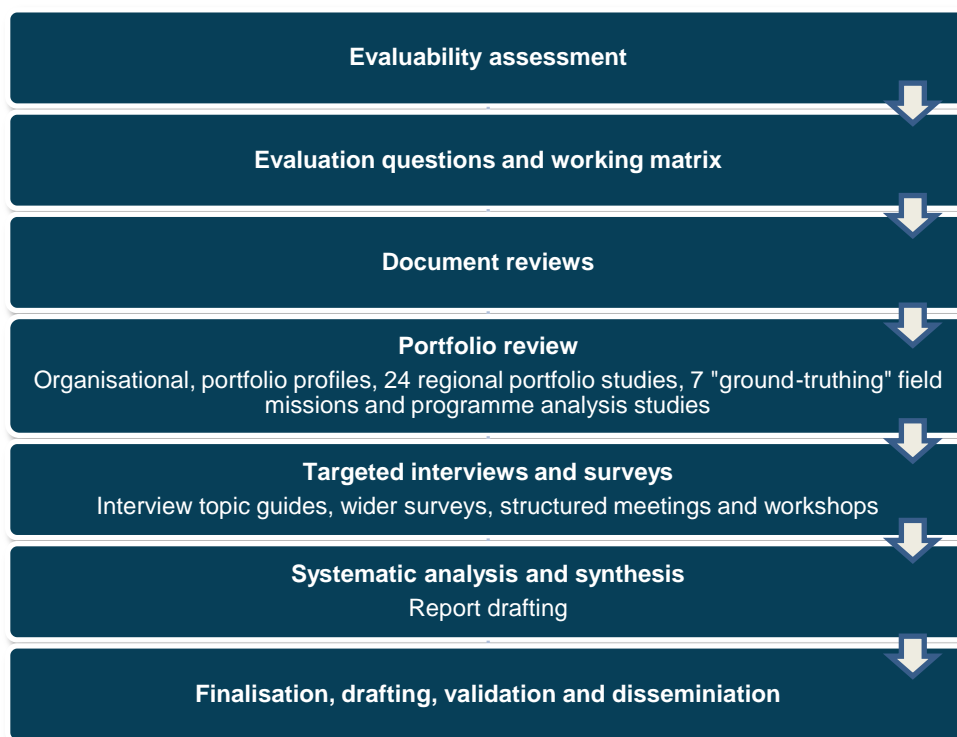 Evaluability assessment
Evaluation questions and working matrix
Document reviews
Portfolio review
Organisational, portfolio profiles, 24 regional portfolio studies, 7 "ground-truthing" field
missions and programme analysis studies
Targeted interviews and surveys
Interview topic guides, wider surveys, structured meetings and workshops
Systematic analysis and synthesis
Report drafting
Finalisation, drafting, validation and disseminiation